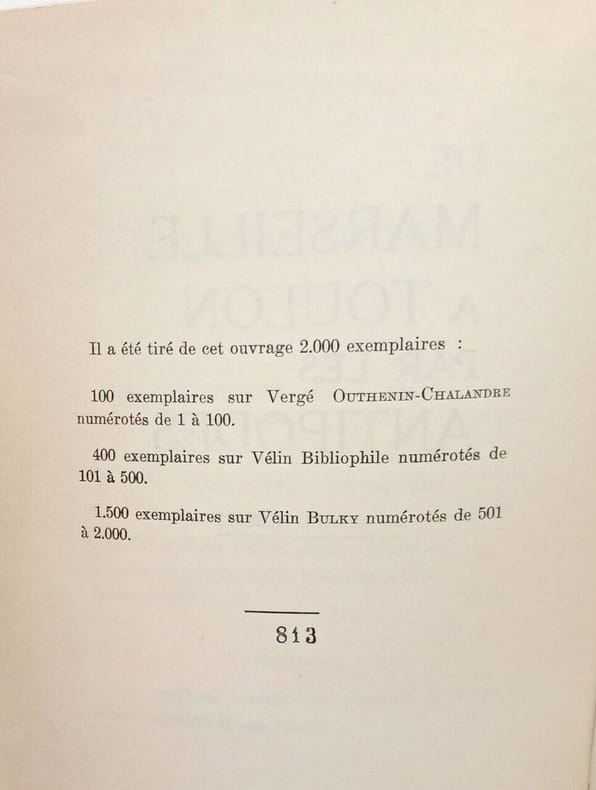 Il a été tiré de cet ouvrage 2.000 exemplaires :
100 exemplaires sur Vergé OUTHENIN-CHALANDRE
numérotés de 1 à 100.
400 exemplaires sur Vélin Bibliophile numérotés de
101 à 500.
1.500 exemplaires sur Vélin BULKY numérotés de 501
à 2.000.
813